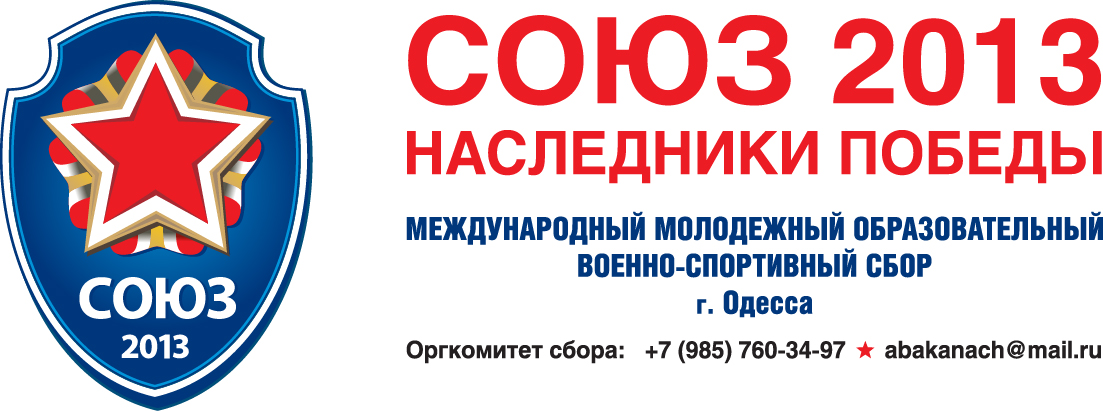 СОЮЗ
2013
СОЮЗ 2013
НАСЛЕДНИКИ ПОБЕДЫ
МЕЖДУНАРОДНЫЙ МОЛОДЕЖНЫЙ ОБРАЗОВАТЕЛЬНЫЙ
ВОЕННО-СПОРТИВНЫЙ СБОР
г. Одесса
Оргкомитет сбора: +7 (985) 760-34-97 ★ abakanach@mail.ru